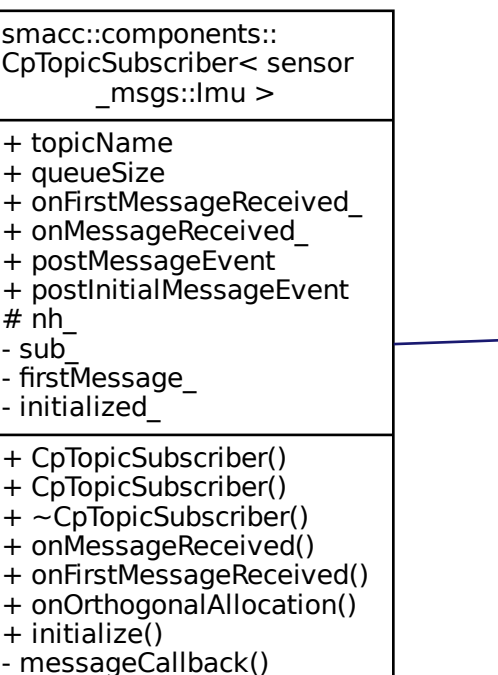 smacc::components::
CpTopicSubscriber< sensor
_msgs::Imu >
+ topicName
+ queueSize
+ onFirstMessageReceived_
+ onMessageReceived_
+ postMessageEvent
+ postInitialMessageEvent
# nh_
- sub_
- firstMessage_
- initialized_
+ CpTopicSubscriber()
+ CpTopicSubscriber()
+ ~CpTopicSubscriber()
+ onMessageReceived()
+ onFirstMessageReceived()
+ onOrthogonalAllocation()
+ initialize()
- messageCallback()